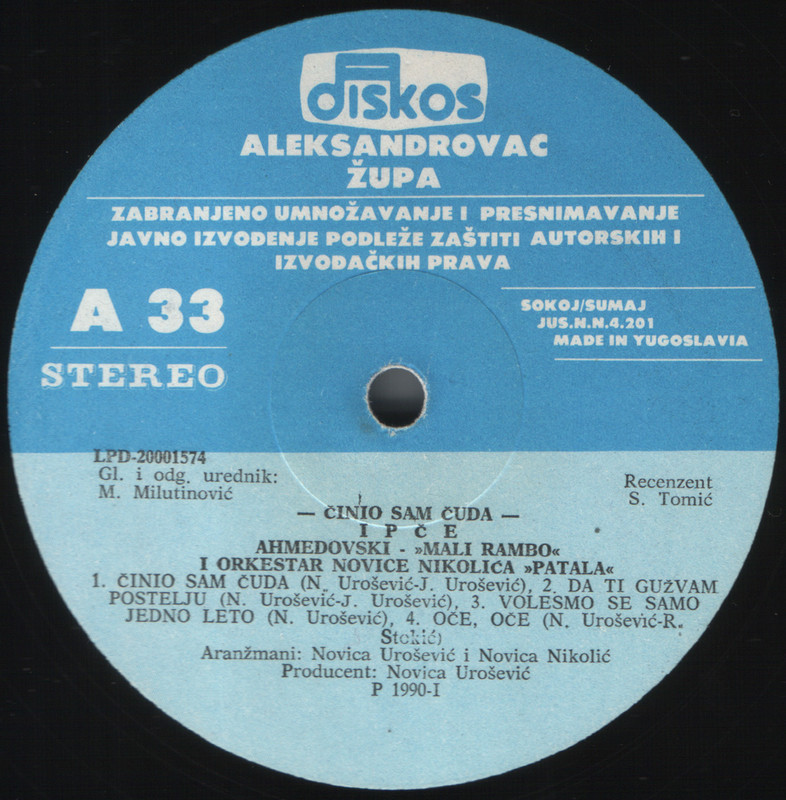 diskos
ALEKSANDROVAC
ŽUPA
ZABRANJENO UMNOŽAVANJE I PRESNIMAVANJE
JAVNO IZVOĐENJE PODLEŽE ZAŠTITI AUTORSKIH I
IZVOĐAČKIH PRAVA
A 33
STEREO
SOKOJ/SUMAJ
JUS.N.N.4.201
MADE IN YUGOSLAVIA
LPD-20001574
Gl. i odg. urednik:
M. Milutinović
Recenzent
S. Tomić
— ČINIO SAM ČUDA —
I P Č E
AHMEDOVSKI - »MALI RAMBO«
I ORKESTAR NOVICE NIKOLIĆA »PATALA«
1. ČINIO SAM ČUDA (N. Urošević-J. Urošević), 2. DA TI GUŽVAM
POSTELJU (N. Urošević-J. Urošević), 3. VOLESMO SE SAMO
JEDNO LETO (N. Urošević), 4. OČE, OČE (N. Urošević-R.
Stokić)
Aranžmani: Novica Urošević i Novica Nikolić
Producent: Novica Urošević
P 1990-I